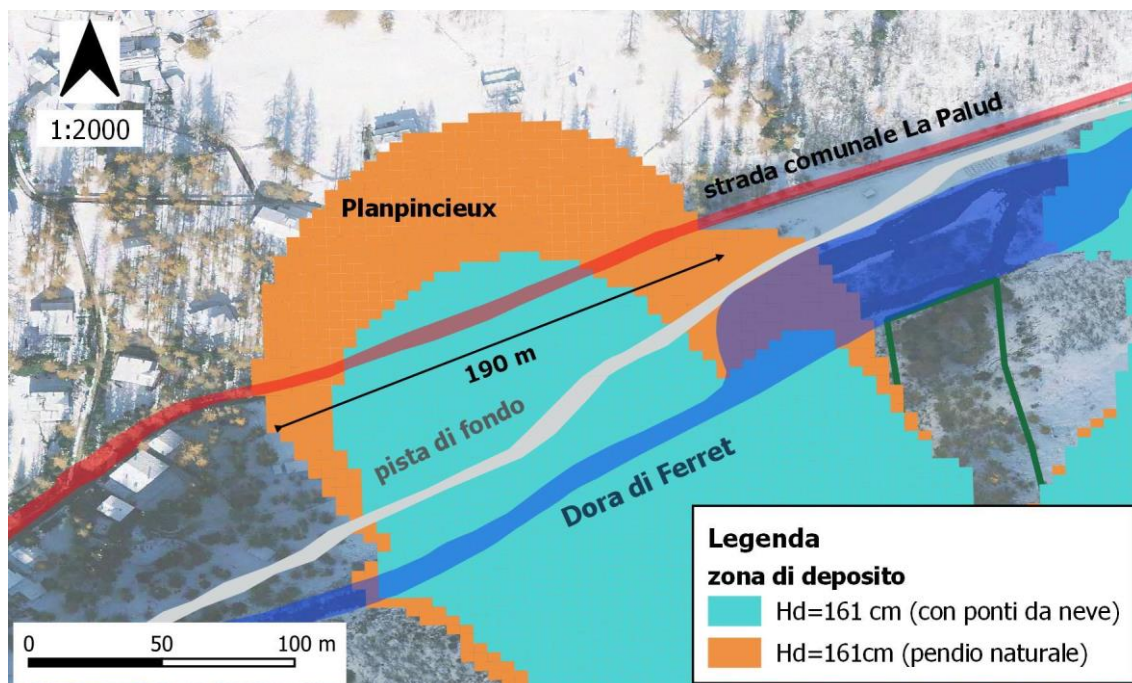 1:2000
strada comunale La Palud
Planpincieux
190 m
pista di fondo
Dora di Ferret
Legenda
zona di deposito
Hd=161 cm (con ponti da neve)
Hd=161cm (pendio naturale)
0 50 100 m